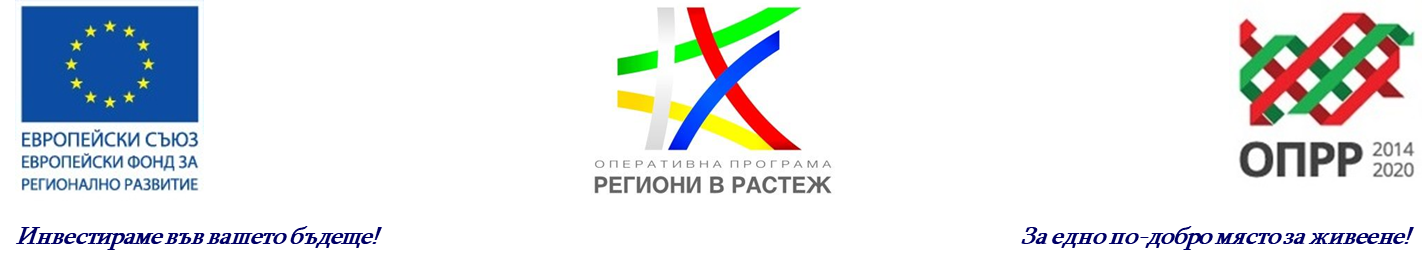 ЕВРОПЕЙСКИ СЪЮЗ
ЕВРОПЕЙСКИ ФОНД ЗА
РЕГИОНАЛНО РАЗВИТИЕ
ОПЕРАТИВНА ПРОГРАМА
РЕГИОНИ В РАСТЕЖ
ОПРР 2014
2020
Инвестираме във вашето бъдеще!
За едно по-добро място за живеене!